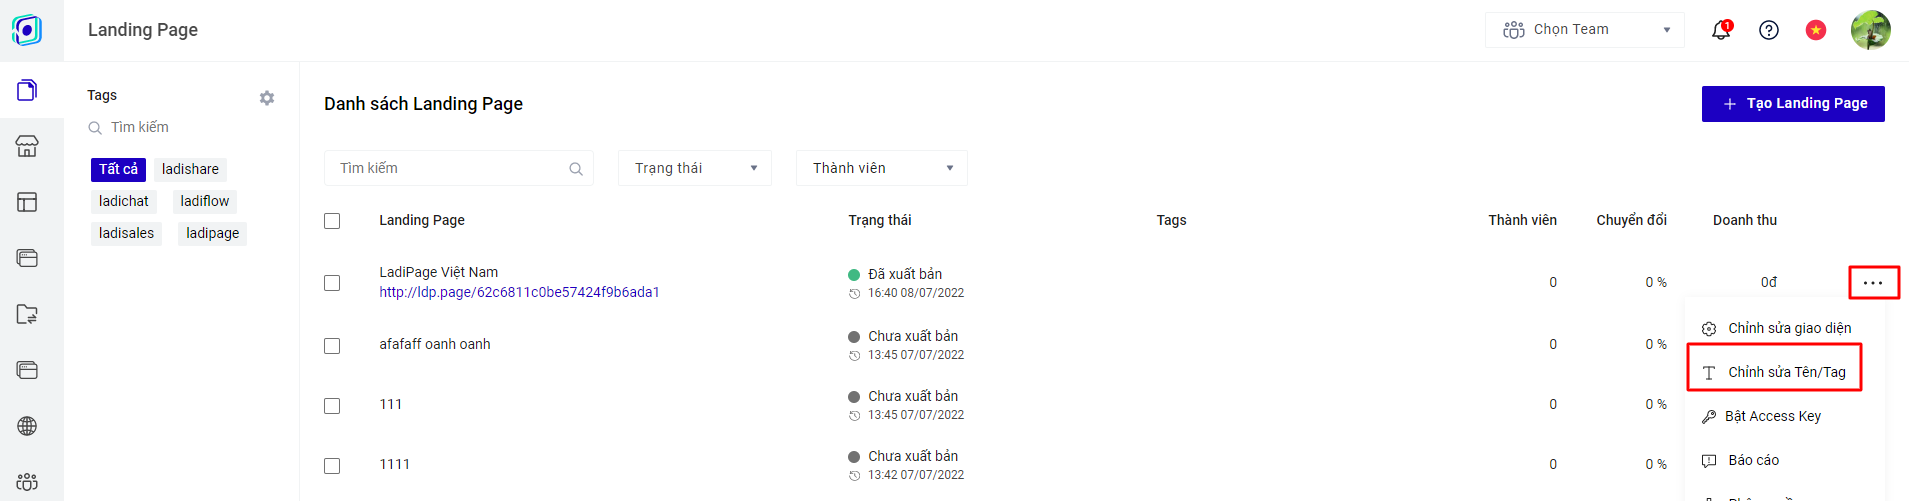 Landing Page
Chọn Team
1
Tags
Tìm kiếm
Tất cả ladishare
ladichat ladiflow
ladisales ladipage
Danh sách Landing Page
Tạo Landing Page
Tìm kiếm
Trạng thái
Thành viên
Landing Page Trạng thái Tags Thành viên Chuyển đổi Doanh thu
LadiPage Việt Nam
http://ldp.page/62c6811c0be57424f9b6ada1
Đã xuất bản
16:40 08/07/2022
0 0 % 0đ
afafaff oanh oanh
Chưa xuất bản
13:45 07/07/2022
0 0 %
111
Chưa xuất bản
13:45 07/07/2022
0 0 %
1111
Chưa xuất bản
13:42 07/07/2022
0 0 %
Chỉnh sửa giao diện
Chỉnh sửa Tên/Tag
Bật Access Key
Báo cáo